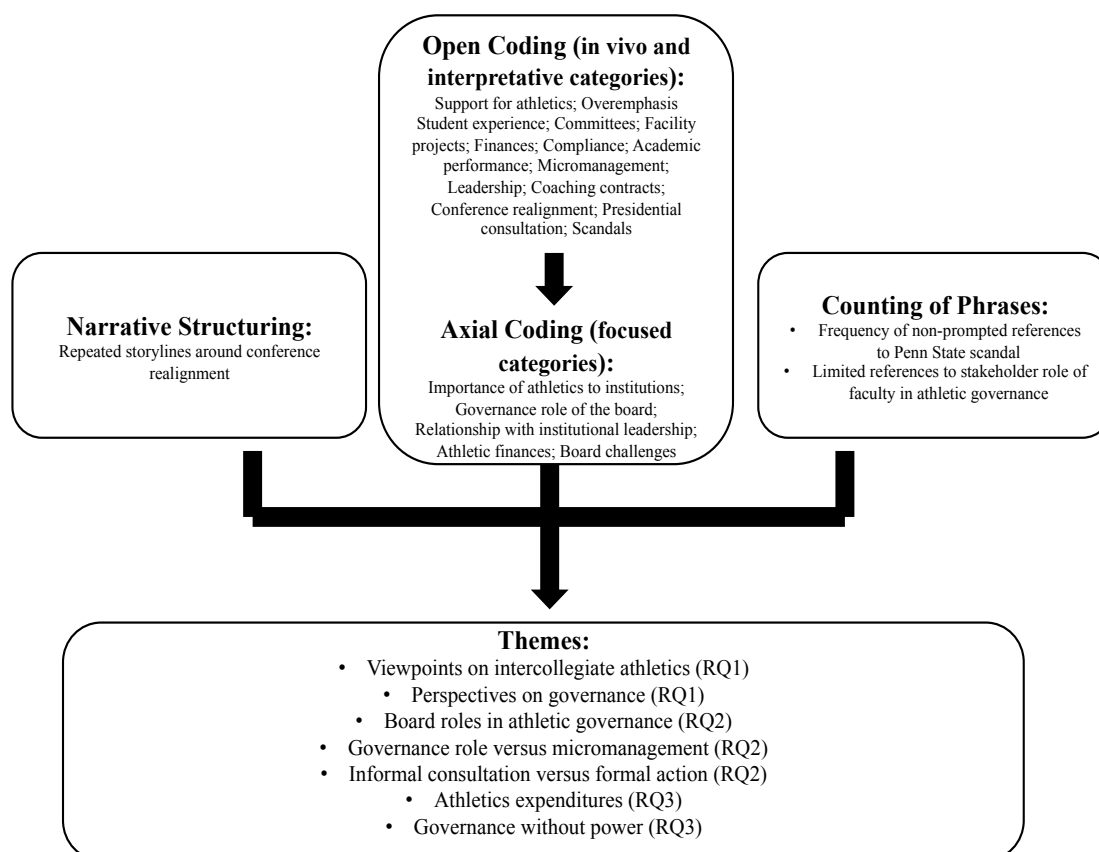 Open Coding (in vivo and
interpretative categories):
Support for athletics; Overemphasis
Student experience; Committees; Facility
projects; Finances; Compliance; Academic
performance; Micromanagement;
Leadership; Coaching contracts;
Conference realignment; Presidential
consultation; Scandals
Axial Coding (focused
categories):
Importance of athletics to institutions;
Governance role of the board;
Relationship with institutional leadership;
Athletic finances; Board challenges
Narrative Structuring:
Repeated storylines around conference
realignment
Counting of Phrases:
• Frequency of non-prompted references
to Penn State scandal
• Limited references to stakeholder role of
faculty in athletic governance
Themes:
• Viewpoints on intercollegiate athletics (RQ1)
• Perspectives on governance (RQ1)
• Board roles in athletic governance (RQ2)
• Governance role versus micromanagement (RQ2)
• Informal consultation versus formal action (RQ2)
• Athletics expenditures (RQ3)
• Governance without power (RQ3)